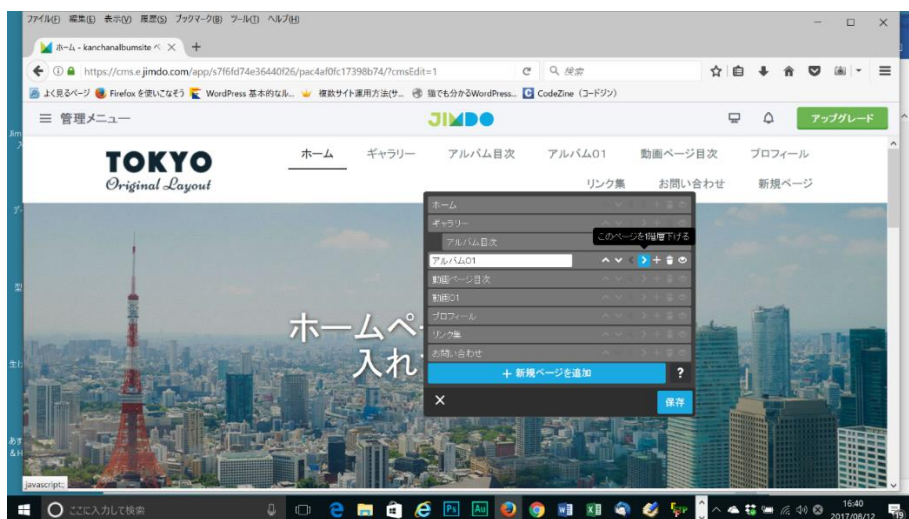 ファイル(F) 編集(E) 表示(V) 履歴(S) ブックマーク(B) ツール(T) ヘルプ(H)
ホーム - kanchanalbumsite ペ
https://cms.e.jimdo.com/app/s7f6fd74e36440f26/pac4af0fc17398b74/?cmsEdit=1
検索
よく見るページ Firefox を使いこなそう WordPress 基本的なル... 複数サイト運用方法(サ... 猫でも分かるWordPress... CodeZine (コードジン)
管理メニュー
JIMDO
アップグレード
TOKYO
Original Layout
ホーム ギャラリー アルバム目次 アルバム01 動画ページ目次 プロフィール
リンク集 お問い合わせ 新規ページ
ホーム
ギャラリー
アルバム目次
このページを1階層下げる
アルバム01
動画ページ目次
動画01
プロフィール
リンク集
お問い合わせ
+ 新規ページを追加 ?
保存
ホームペ
入れ
javascript:
ここに入力して検索
16:40
2017/08/12
19